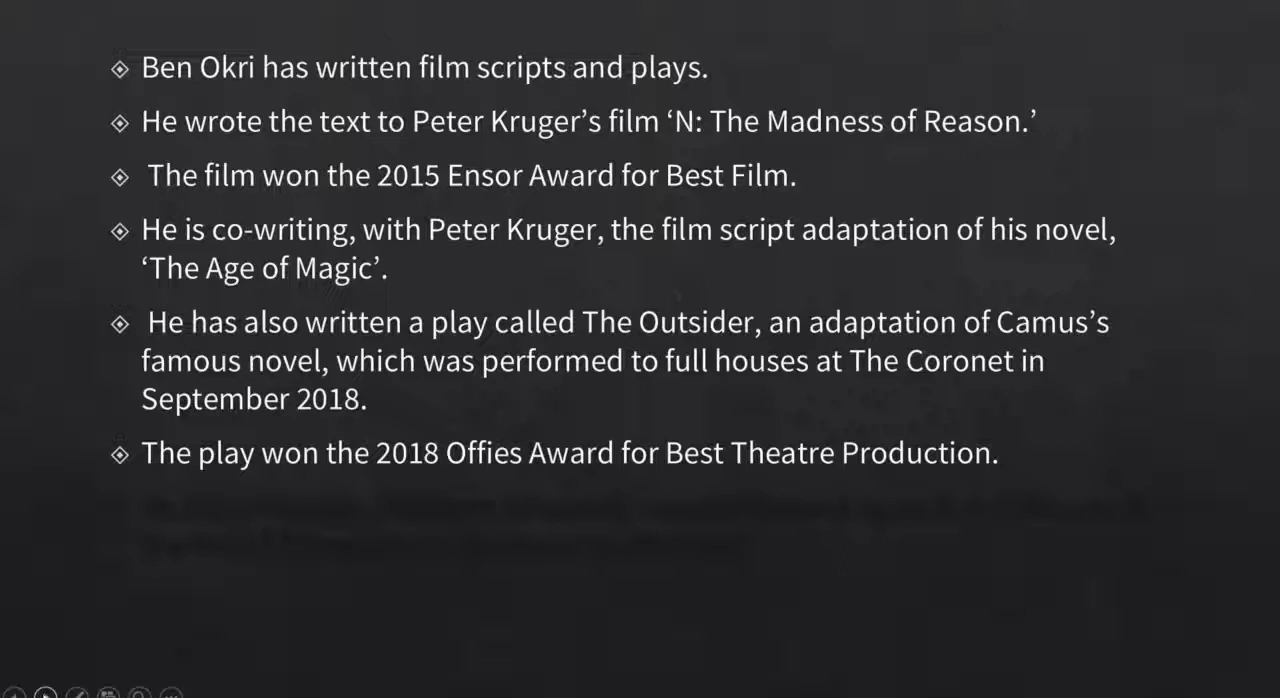 Ben Okri has written film scripts and plays.
He wrote the text to Peter Kruger’s film ‘N: The Madness of Reason.’
The film won the 2015 Ensor Award for Best Film.
He is co-writing, with Peter Kruger, the film script adaptation of his novel,
‘The Age of Magic’.
He has also written a play called The Outsider, an adaptation of Camus’s
famous novel, which was performed to full houses at The Coronet in
September 2018.
The play won the 2018 Offies Award for Best Theatre Production.